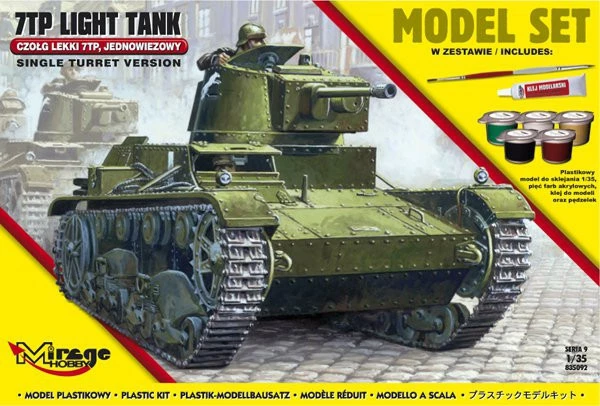 7TP LIGHT TANK
CZOŁG LEKKI 7TP, JEDNOWIEŻOWY
SINGLE TURRET VERSION
MODEL SET
W ZESTAWIE / INCLUDES:
KLEJ MODELARSKI
Plastikowy
model do sklejania 1/35,
pięć farb akrylowych,
klej do modeli
oraz pędzelek
Mirage
HOBBY
SERIA 9
1/35
835092
• MODEL PLASTIKOWY • PLASTIC KIT • PLASTIK-MODELLBAUSATZ • MODÈLE RÉDUIT • MODELLO A SCALA • プラスチックモデルキット •